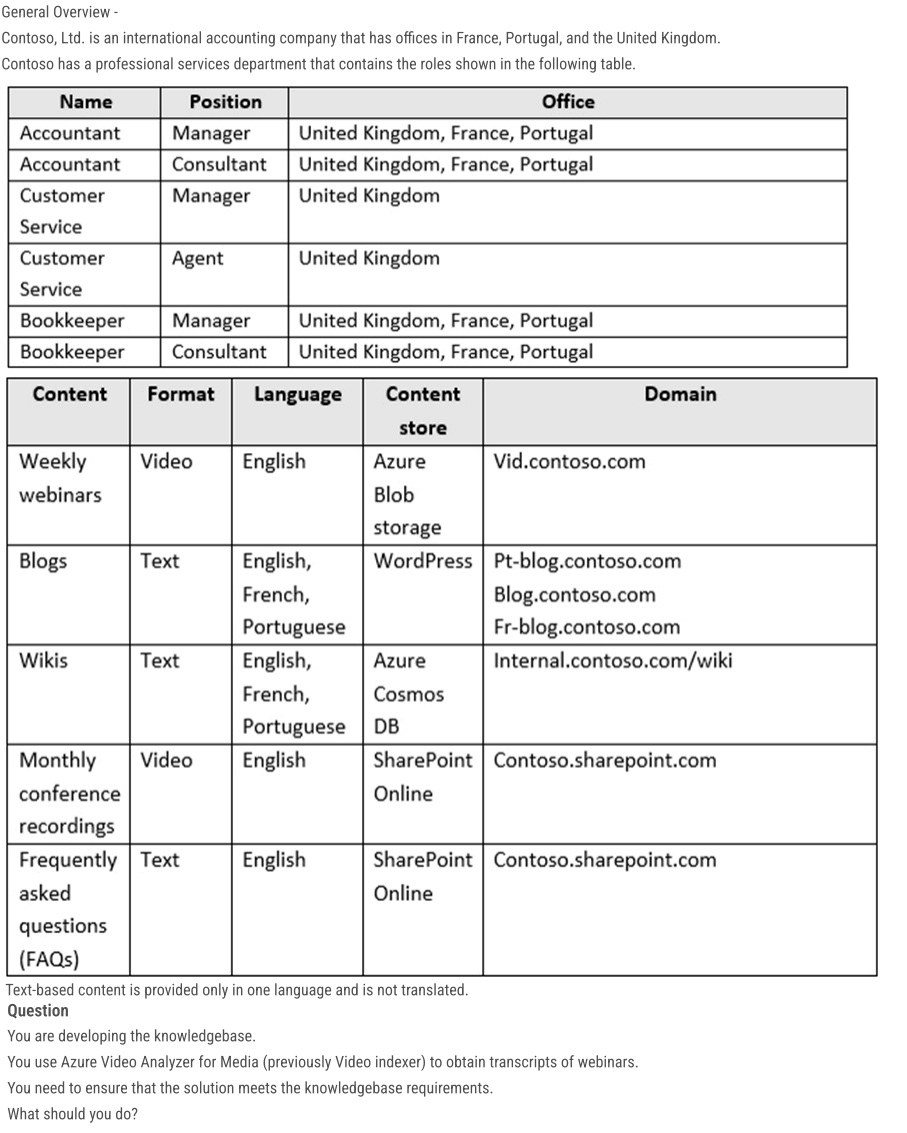 General Overview -
Contoso, Ltd. is an international accounting company that has offices in France, Portugal, and the United Kingdom.
Contoso has a professional services department that contains the roles shown in the following table.
Name Position Office
Accountant Manager United Kingdom, France, Portugal
Accountant Consultant United Kingdom, France, Portugal
Customer Manager United Kingdom
Service
Customer Agent United Kingdom
Service
Bookkeeper Manager United Kingdom, France, Portugal
Bookkeeper Consultant United Kingdom, France, Portugal
Content Format Language Content Domain
store
Weekly Video English Azure Vid.contoso.com
webinars Blob
storage
Blogs Text English, WordPress Pt-blog.contoso.com
French, Blog.contoso.com
Portuguese Fr-blog.contoso.com
Wikis Text English, Azure Internal.contoso.com/wiki
French, Cosmos
Portuguese DB
Monthly Video English SharePoint Contoso.sharepoint.com
conference Online
recordings
Frequently Text English SharePoint Contoso.sharepoint.com
asked Online
questions
(FAQs)
Text-based content is provided only in one language and is not translated.
Question
You are developing the knowledgebase.
You use Azure Video Analyzer for Media (previously Video indexer) to obtain transcripts of webinars.
You need to ensure that the solution meets the knowledgebase requirements.
What should you do?